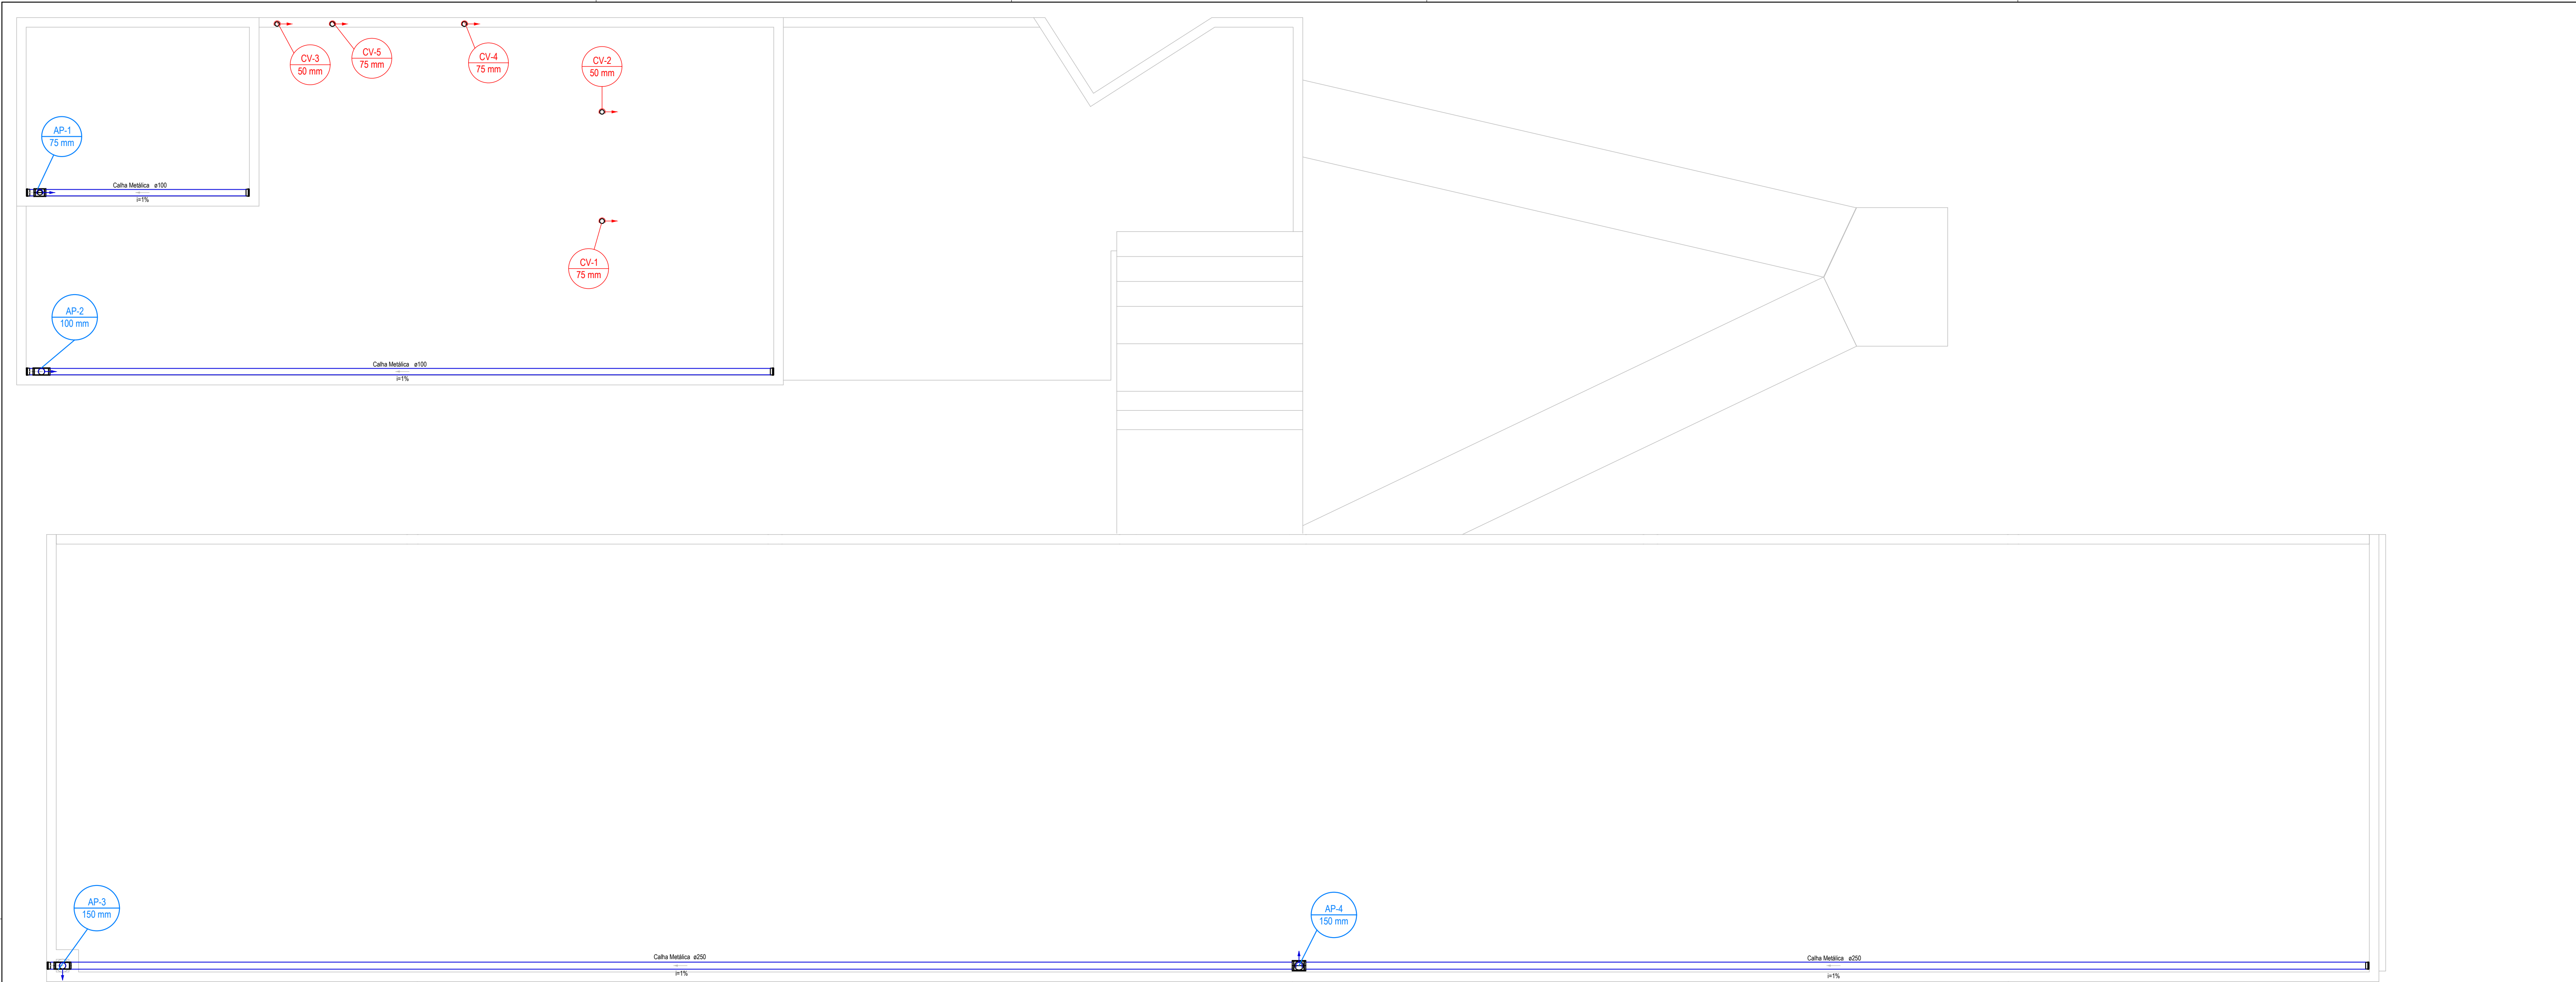 CV-3
50 mm
CV-5
75 mm
CV-4
75 mm
CV-2
50 mm
AP-1
75 mm
Calha Metálica ø100
i=1%
CV-1
75 mm
AP-2
100 mm
Calha Metálica ø100
i=1%
AP-3
150 mm
AP-4
150 mm
Calha Metálica ø250
i=1%
Calha Metálica ø250
i=1%